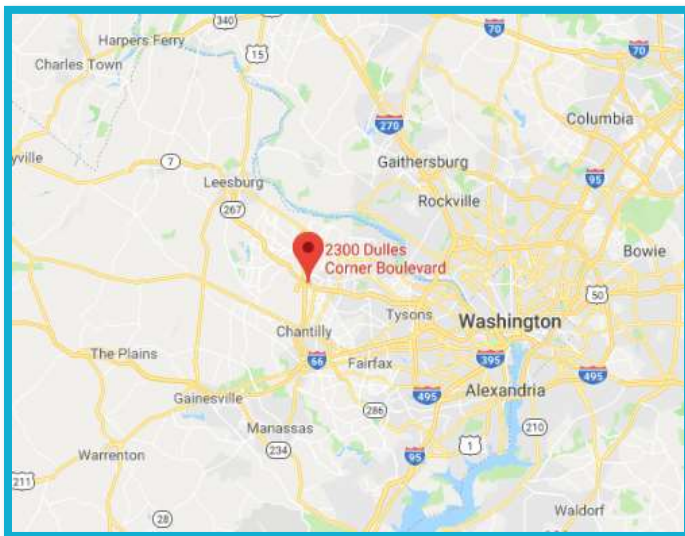 340
70
Harpers Ferry
15
70
Charles Town
Columbia
270
yville
7
Gaithersburg
95
Leesburg
267
Rockville
2300 Dulles
Corner Boulevard
Bowie
50
Tysons
Washington
Chantilly
The Plains
66
Fairfax
395
495
Gainesville
495
Alexandria
286
Manassas
210
Warrenton
234
95
1
211
28
Waldorf